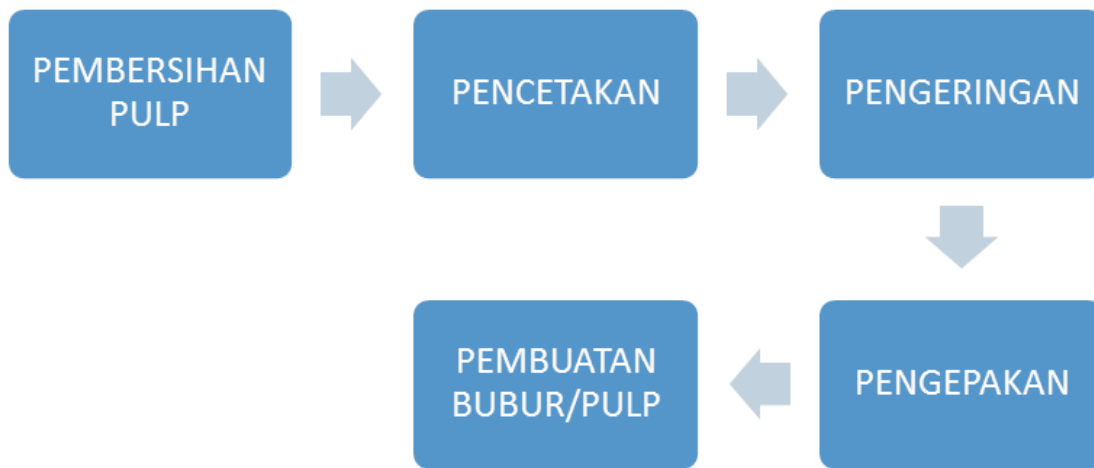 PEMBERSIHAN
PULP
PENCETAKAN
PENGERINGAN
PENGEPAKAN
PEMBUATAN
BUBUR/PULP